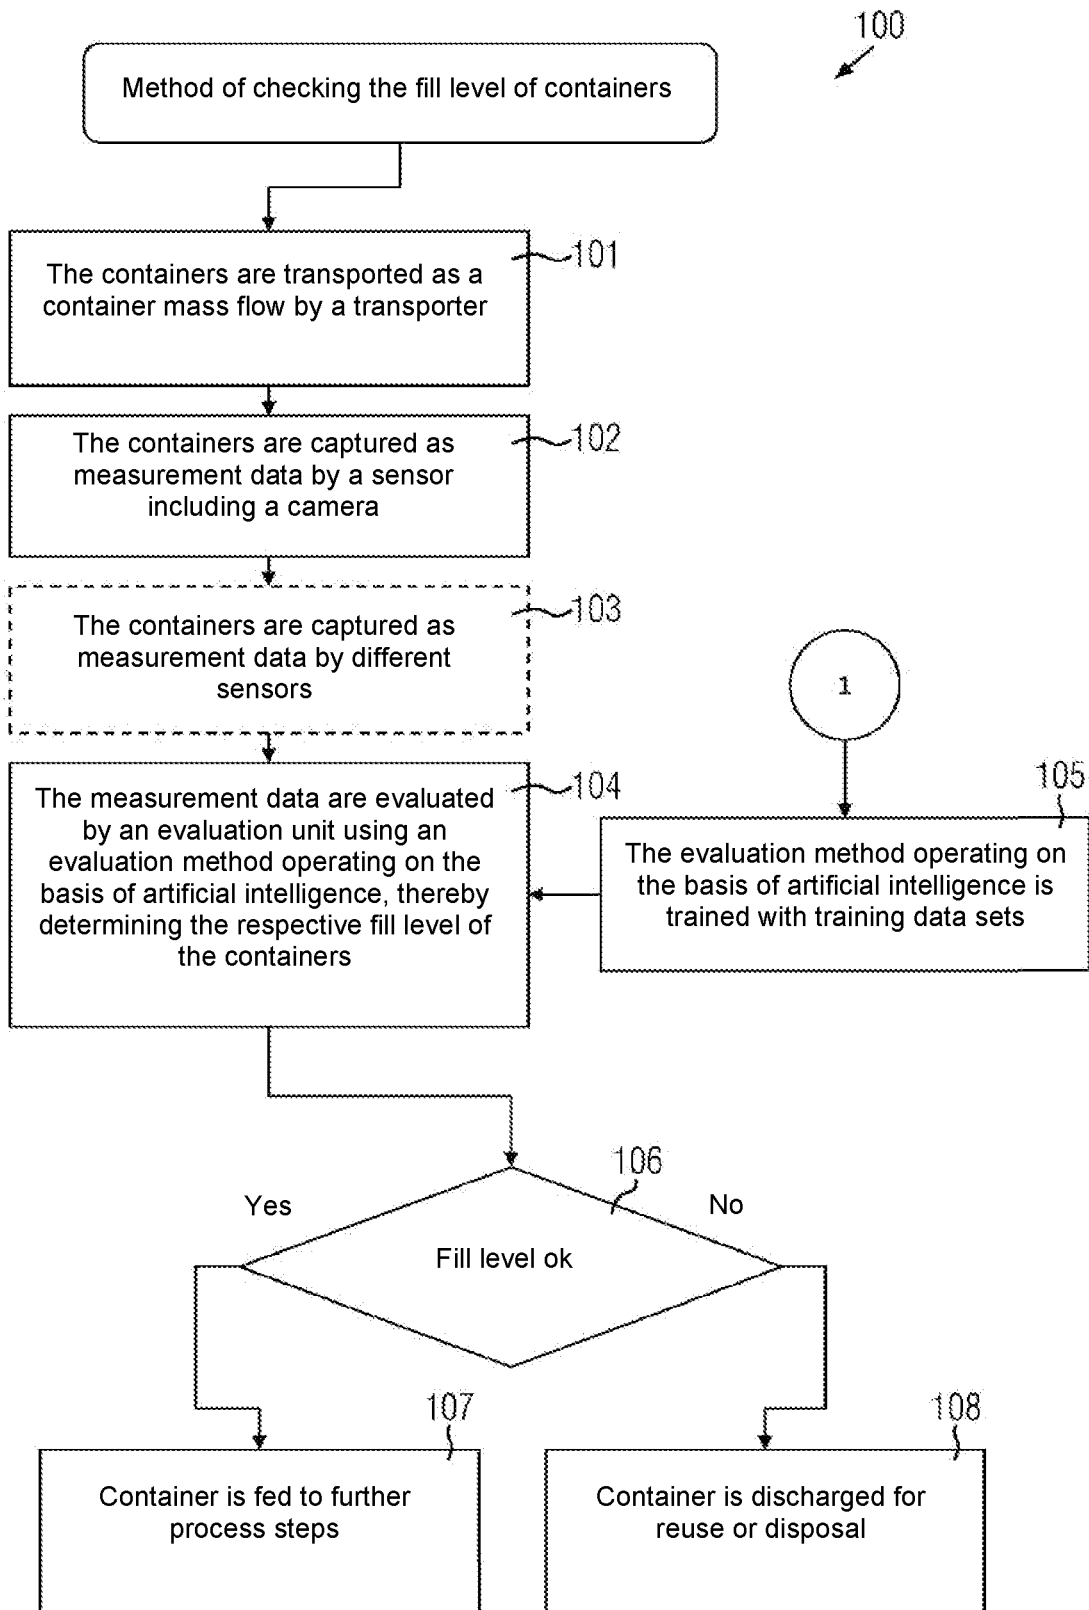 100
Method of checking the fill level of containers
101
The containers are transported as a
container mass flow by a transporter
102
The containers are captured as
measurement data by a sensor
including a camera
103
The containers are captured as
measurement data by different
sensors
1
104
The measurement data are evaluated
by an evaluation unit using an
evaluation method operating on the
basis of artificial intelligence, thereby
determining the respective fill level of
the containers
105
The evaluation method operating on
the basis of artificial intelligence is
trained with training data sets
106
Yes
No
Fill level ok
107
Container is fed to further
process steps
108
Container is discharged for
reuse or disposal